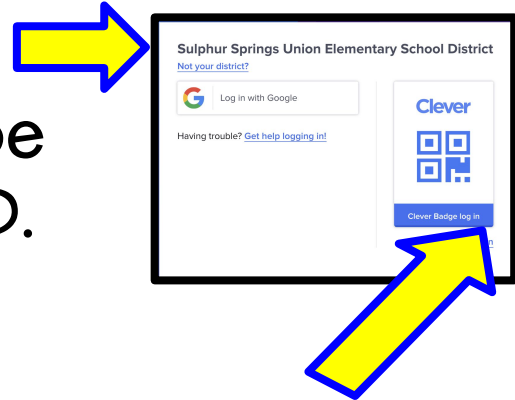 Sulphur Springs Union Elementary School District
Not your district?
Log in with Google
Clever
Having trouble? Get help logging in!
Clever Badge log in